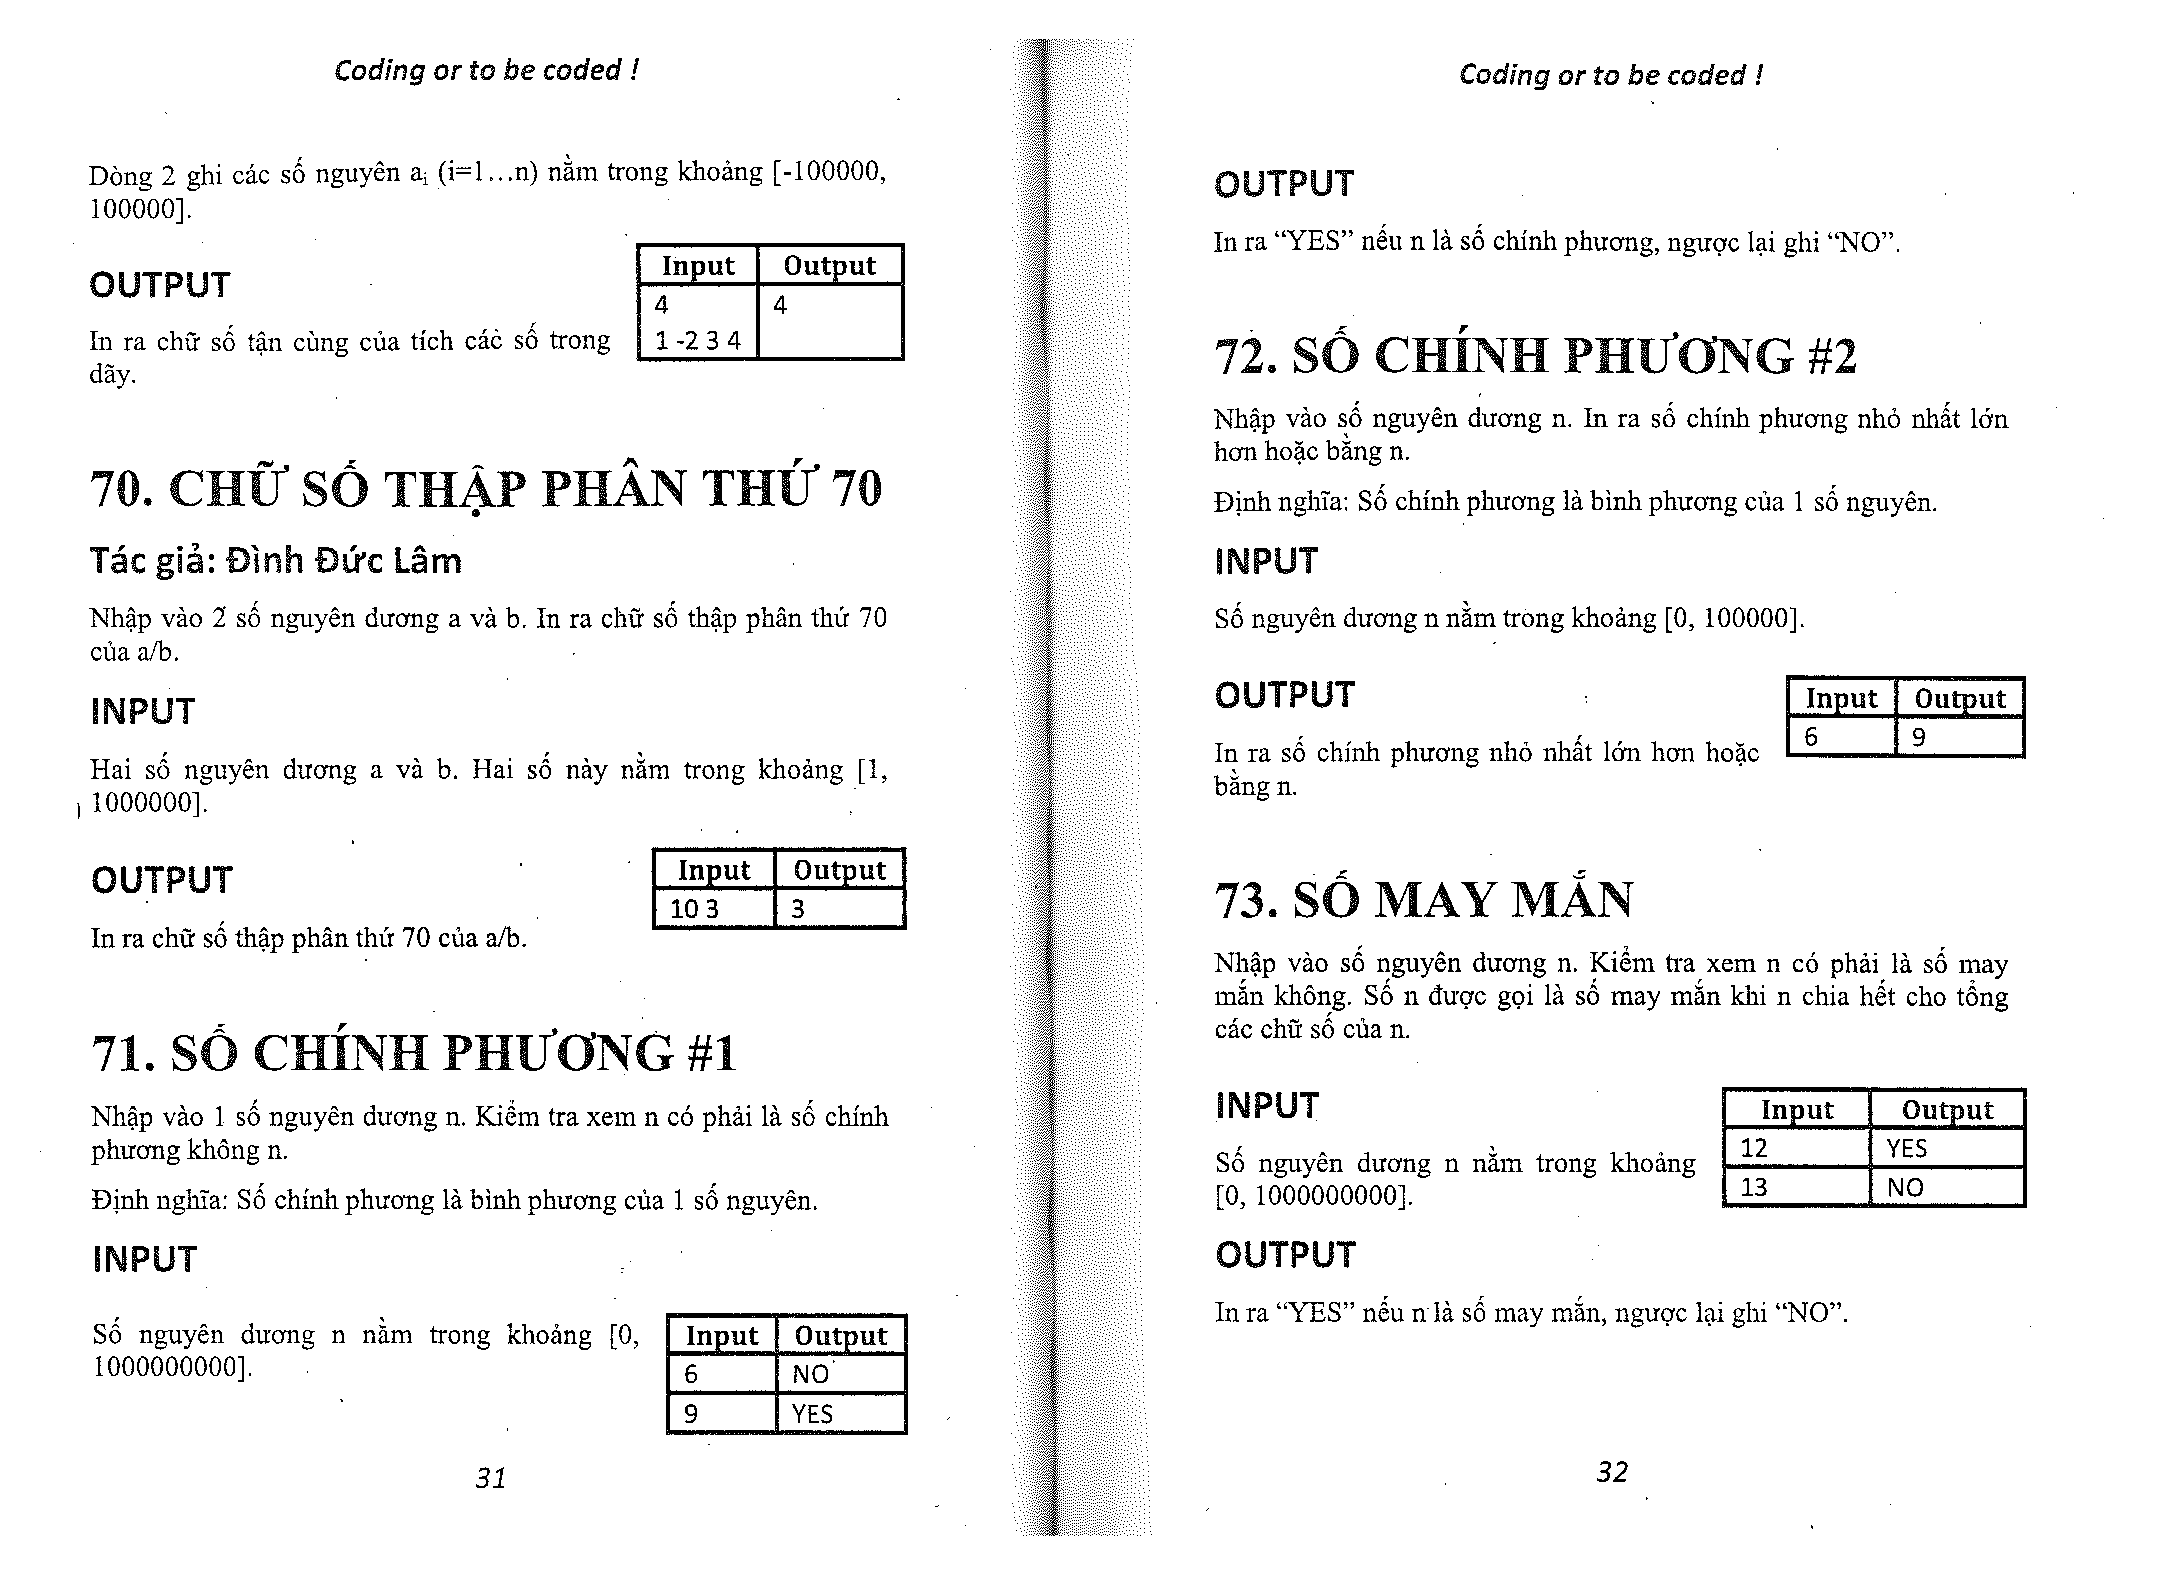 Coding or to be coded !
Dòng 2 ghi các số nguyên aᵢ (i=1…n) nằm trong khoảng [-100000,
100000].
OUTPUT
In ra chữ số tận cùng của tích các số trong
dãy.
Input Output
4 4
1 -2 3 4
70. CHỮ SỐ THẬP PHÂN THỨ 70
Tác giả: Đình Đức Lâm
Nhập vào 2 số nguyên dương a và b. In ra chữ số thập phân thứ 70
của a/b.
INPUT
Hai số nguyên dương a và b. Hai số này nằm trong khoảng [1,
1000000].
OUTPUT
In ra chữ số thập phân thứ 70 của a/b.
Input Output
10 3 3
71. SỐ CHÍNH PHƯƠNG #1
Nhập vào 1 số nguyên dương n. Kiểm tra xem n có phải là số chính
phương không n.
Định nghĩa: Số chính phương là bình phương của 1 số nguyên.
INPUT
Số nguyên dương n nằm trong khoảng [0,
1000000000].
Input Output
6 NO
9 YES
31
Coding or to be coded !
OUTPUT
In ra “YES” nếu n là số chính phương, ngược lại ghi “NO”.
72. SỐ CHÍNH PHƯƠNG #2
Nhập vào số nguyên dương n. In ra số chính phương nhỏ nhất lớn
hơn hoặc bằng n.
Định nghĩa: Số chính phương là bình phương của 1 số nguyên.
INPUT
Số nguyên dương n nằm trong khoảng [0, 100000].
OUTPUT
In ra số chính phương nhỏ nhất lớn hơn hoặc
bằng n.
Input Output
6 9
73. SỐ MAY MẮN
Nhập vào số nguyên dương n. Kiểm tra xem n có phải là số may
mắn không. Số n được gọi là số may mắn khi n chia hết cho tổng
các chữ số của n.
INPUT
Số nguyên dương n nằm trong khoảng
[0, 1000000000].
Input Output
12 YES
13 NO
OUTPUT
In ra “YES” nếu n là số may mắn, ngược lại ghi “NO”.
32